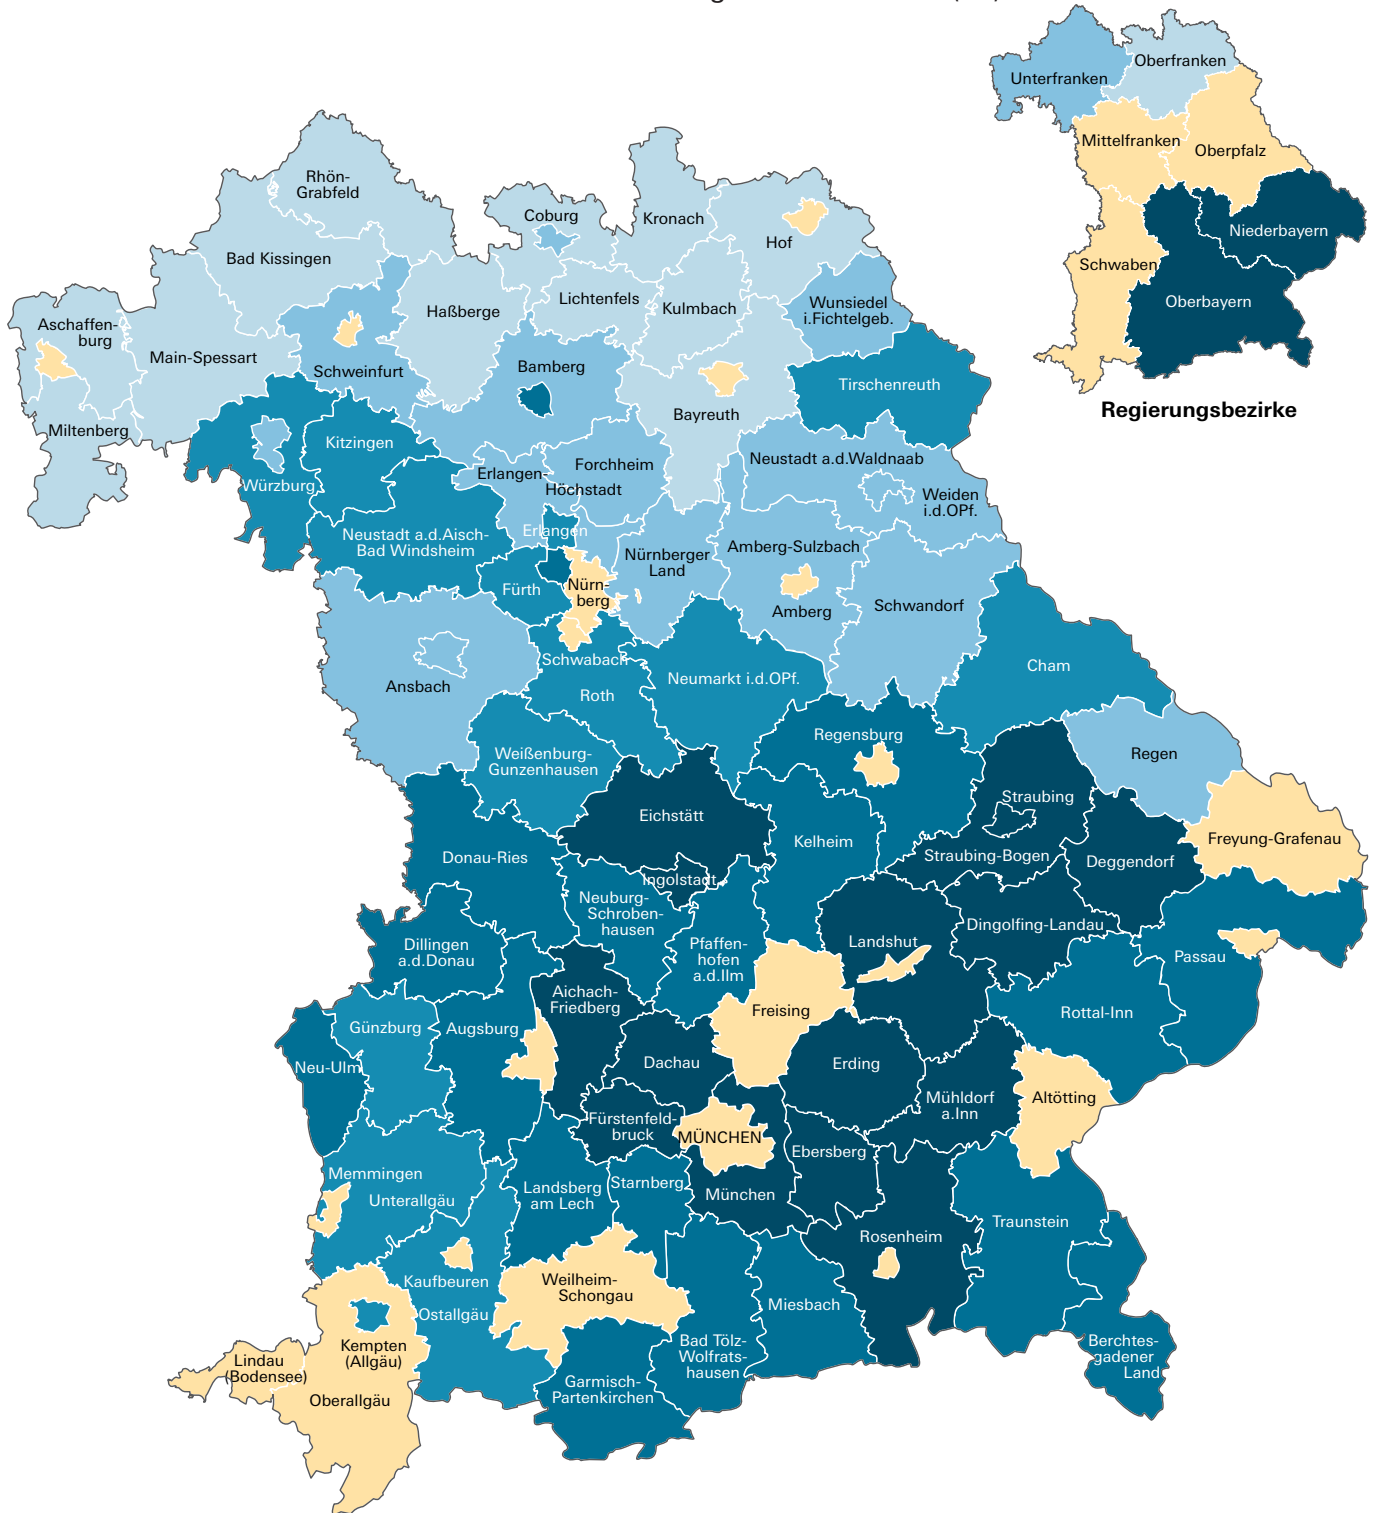 Unterfranken
Oberfranken
Mittelfranken
Oberpfalz
Schwaben
Niederbayern
Oberbayern
Regierungsbezirke
Rhön-
Grabfeld
Coburg
Kronach
Hof
Bad Kissingen
Lichtenfels
Kulmbach
Wunsiedel
i.Fichtelgeb.
Haßberge
Aschaffen-
burg
Main-Spessart
Schweinfurt
Bamberg
Tirschenreuth
Bayreuth
Miltenberg
Kitzingen
Würzburg
Erlangen-
Höchstadt
Forchheim
Neustadt a.d.Waldnaab
Weiden
i.d.OPf.
Neustadt a.d.Aisch-
Bad Windsheim
Erlangen
Nürnberger
Land
Amberg-Sulzbach
Fürth
Nürn-
berg
Amberg
Schwandorf
Ansbach
Schwabach
Roth
Neumarkt i.d.OPf.
Cham
Weißenburg-
Gunzenhausen
Regensburg
Regen
Eichstätt
Straubing
Kelheim
Straubing-Bogen
Deggendorf
Freyung-Grafenau
Donau-Ries
Ingolstadt
Neuburg-
Schroben-
hausen
Dingolfing-Landau
Dillingen
a.d.Donau
Pfaffen-
hofen
a.d.Ilm
Landshut
Passau
Aichach-
Friedberg
Freising
Rottal-Inn
Günzburg
Augsburg
Neu-Ulm
Dachau
Erding
Mühldorf
a.Inn
Altötting
Fürstenfeld-
bruck
MÜNCHEN
Ebersberg
Memmingen
Unterallgäu
Landsberg
am Lech
Starnberg
München
Traunstein
Rosenheim
Kaufbeuren
Ostallgäu
Weilheim-
Schongau
Miesbach
Kempten
(Allgäu)
Lindau
(Bodensee)
Oberallgäu
Garmisch-
Partenkirchen
Bad Tölz-
Wolfrats-
hausen
Berchtes-
gadener
Land